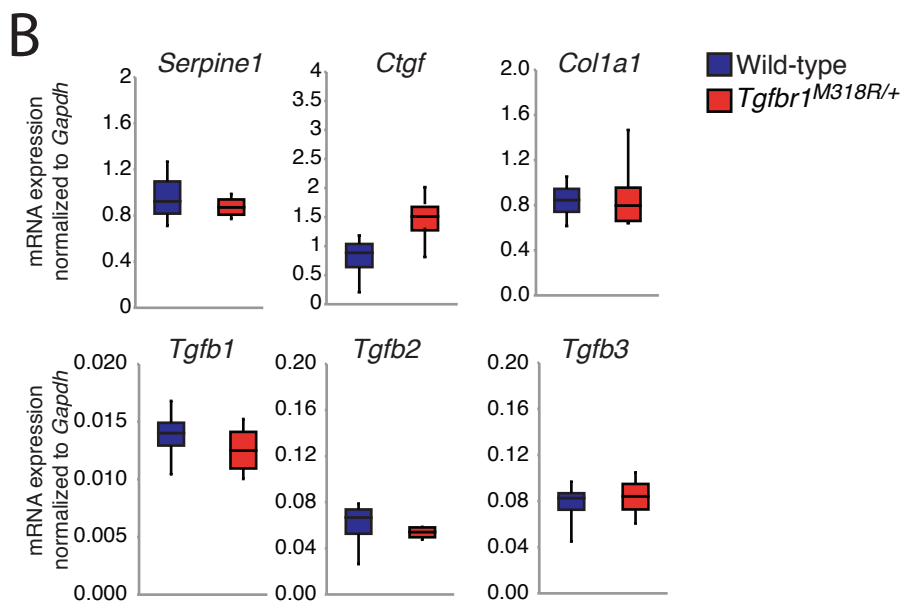 B
Serpine1
Ctgf
Col1a1
Wild-type
Tgfbr1^M318R/+
mRNA expression
normalized to Gapdh
2
1.6
1.2
0.8
0.4
0
4
3.5
3
2.5
2
1.5
1
0.5
0
2.0
1.6
1.2
0.8
0.4
0.0
Tgfb1
Tgfb2
Tgfb3
mRNA expression
normalized to Gapdh
0.020
0.015
0.010
0.005
0.000
0.20
0.16
0.12
0.08
0.04
0.00
0.20
0.16
0.12
0.08
0.04
0.00